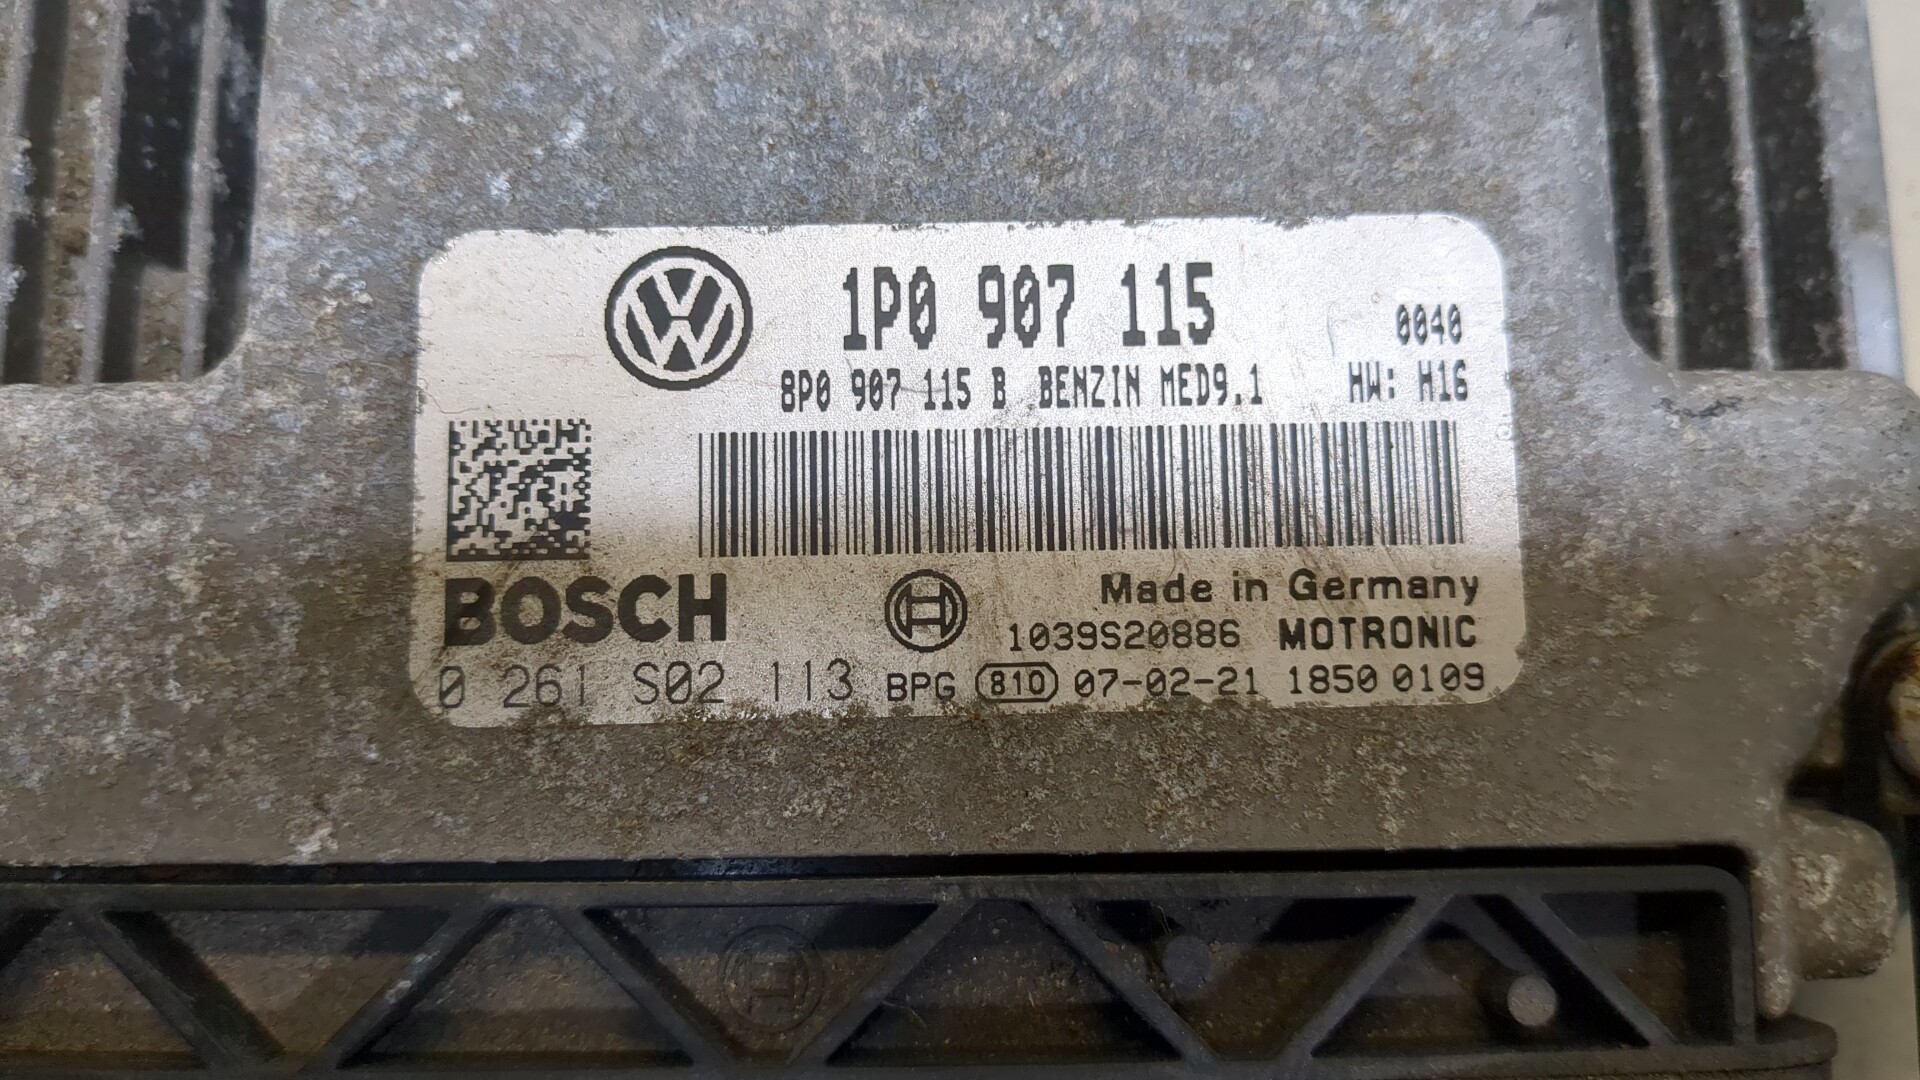 1P0 907 115 0040
8P0 907 115 B BENZIN MED9.1 HW: H16
BOSCH Made in Germany
1039S20886 MOTRONIC
0 261 S02 113 BPG 810 07-02-21 1850 0109